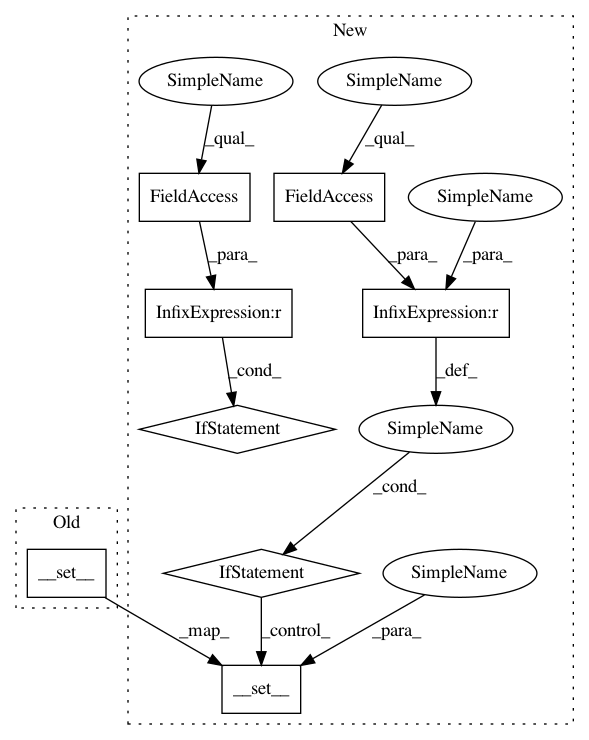 New
SimpleName
SimpleName
_qual_
_qual_
FieldAccess
FieldAccess
SimpleName
_para_
_para_
_para_
InfixExpression:r
InfixExpression:r
_cond_
_def_
IfStatement
SimpleName
_cond_
Old
__set__
IfStatement
SimpleName
_map_
_control_
_para_
__set__